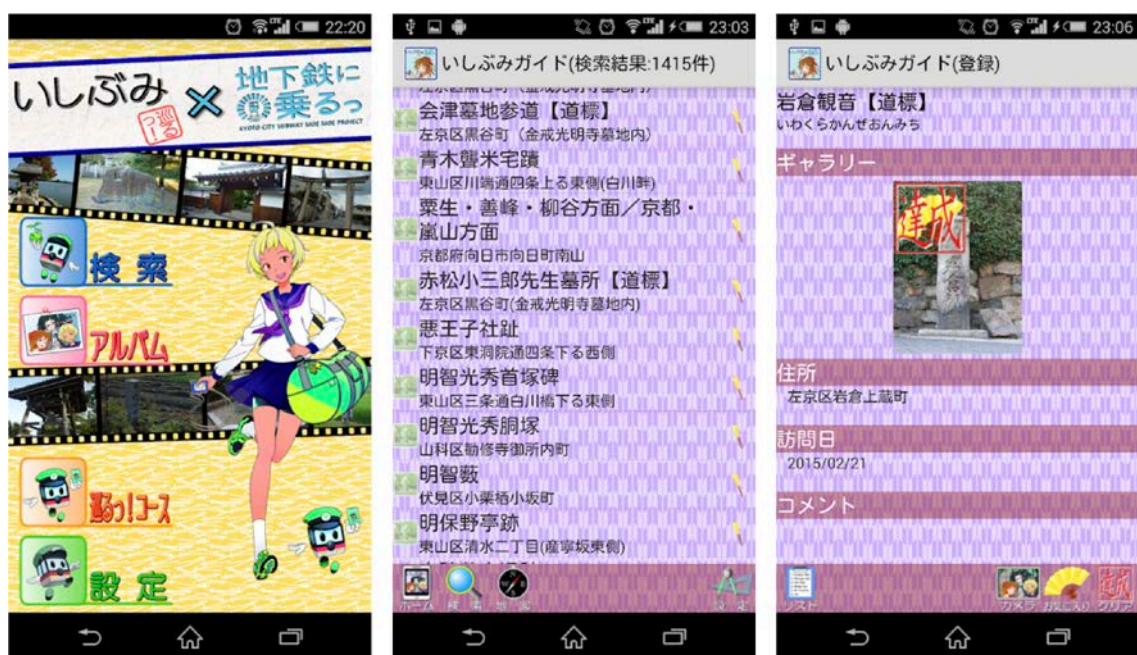 22:20
いしぶみ
巡るっ!
×
地下鉄に
乗るっ
KYOTO-CITY SUBWAY SIDE SIDE PROJECT
検索
アルバム
巡るっ!コース
設定
23:03
いしぶみガイド(検索結果:1415件)
会津墓地参道【道標】
左京区黒谷町(金戒光明寺墓地内)
青木聾米宅蹟
東山区川端通四条上る東側(白川畔)
粟生・善峰・柳谷方面/京都・
嵐山方面
京都府向日市向日町南山
赤松小三郎先生墓所【道標】
左京区黒谷町(金戒光明寺墓地内)
悪王子社趾
下京区東洞院通四条下る西側
明智光秀首塚碑
東山区三条通白川橋下る東側
明智光秀胴塚
山科区勧修寺御所内町
明智薮
伏見区小栗栖小坂町
明保野亭跡
東山区清水二丁目(産寧坂東側)
ホーム 検索 地図 設定
23:06
いしぶみガイド(登録)
岩倉観音【道標】
いわくらかんぜおんみち
ギャラリー
達成
住所
左京区岩倉上蔵町
訪問日
2015/02/21
コメント
リスト カメラ お気に入り クリア
達成